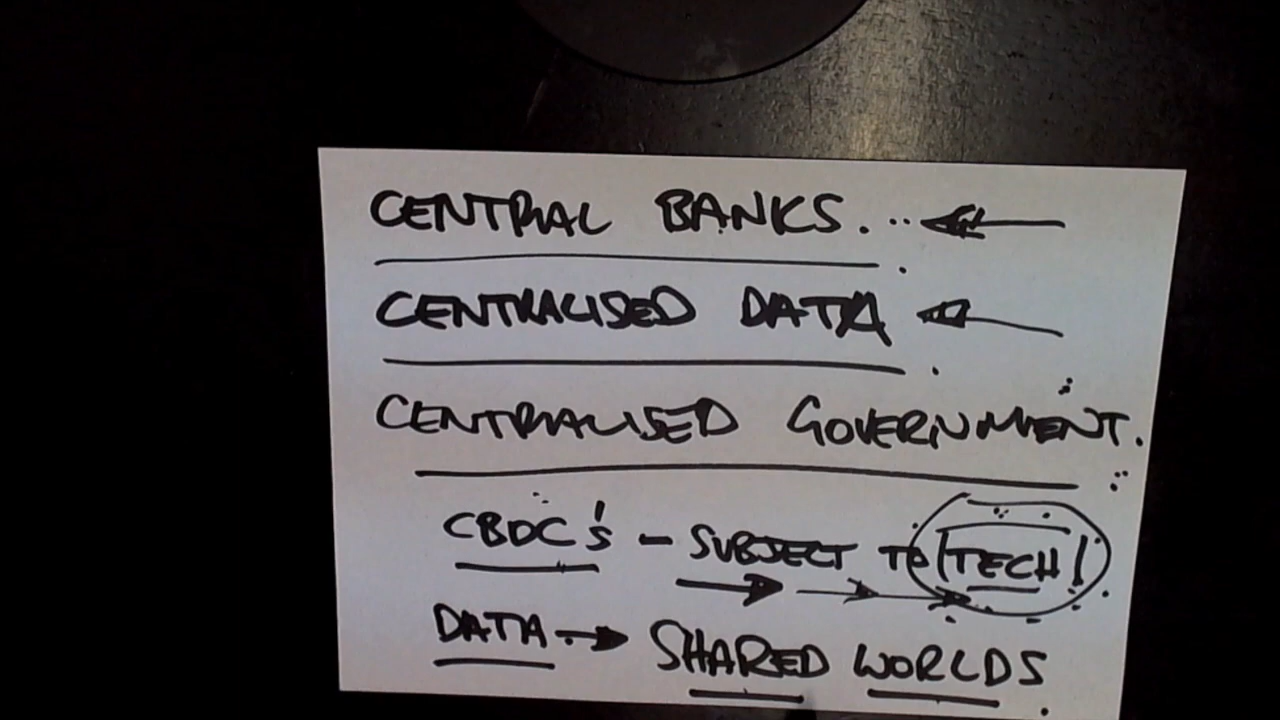 CENTRAL BANKS...
CENTRALISED DATA
CENTRALISED GOVERNMENT.
CBDC's - SUBJECT TO TECH
DATA → SHARED WORLDS